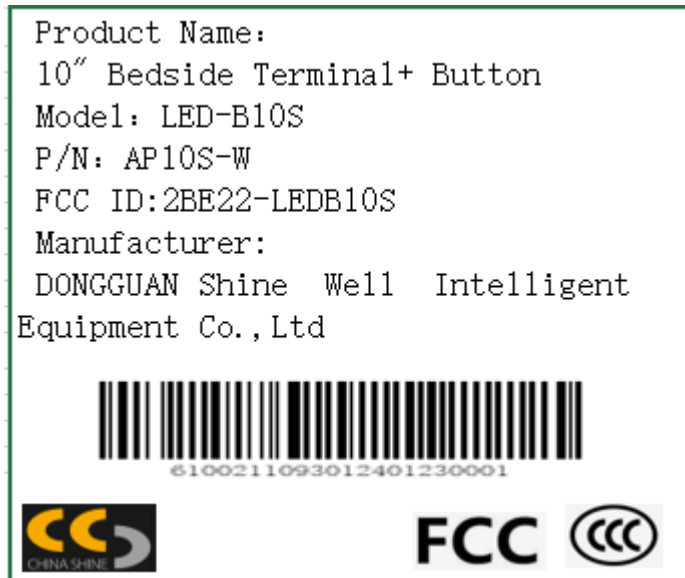 Product Name:
10″ Bedside Terminal+ Button
Model: LED-B10S
P/N: AP10S-W
FCC ID:2BE22-LEDB10S
Manufacturer:
DONGGUAN Shine Well Intelligent
Equipment Co.,Ltd
6100211093012401230001
CHINA SHINE
FCC
CCC